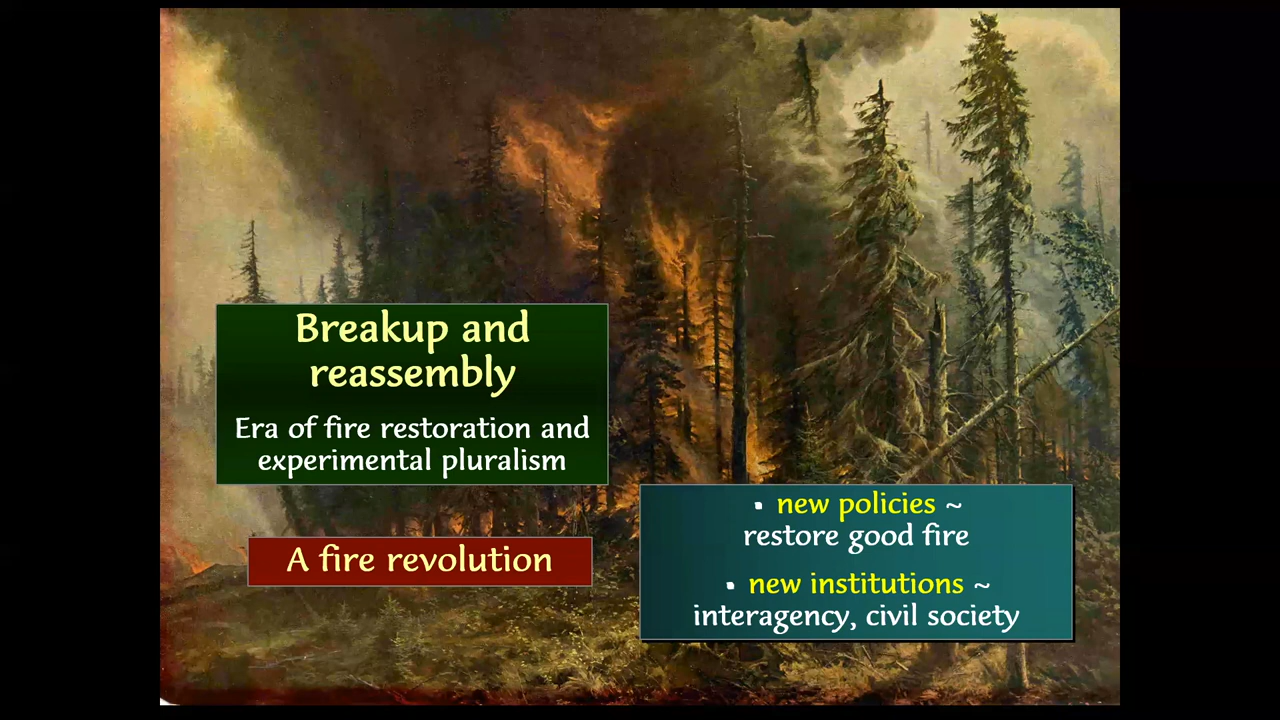 Breakup and
reassembly
Era of fire restoration and
experimental pluralism
A fire revolution
▪ new policies ~
restore good fire
▪ new institutions ~
interagency, civil society